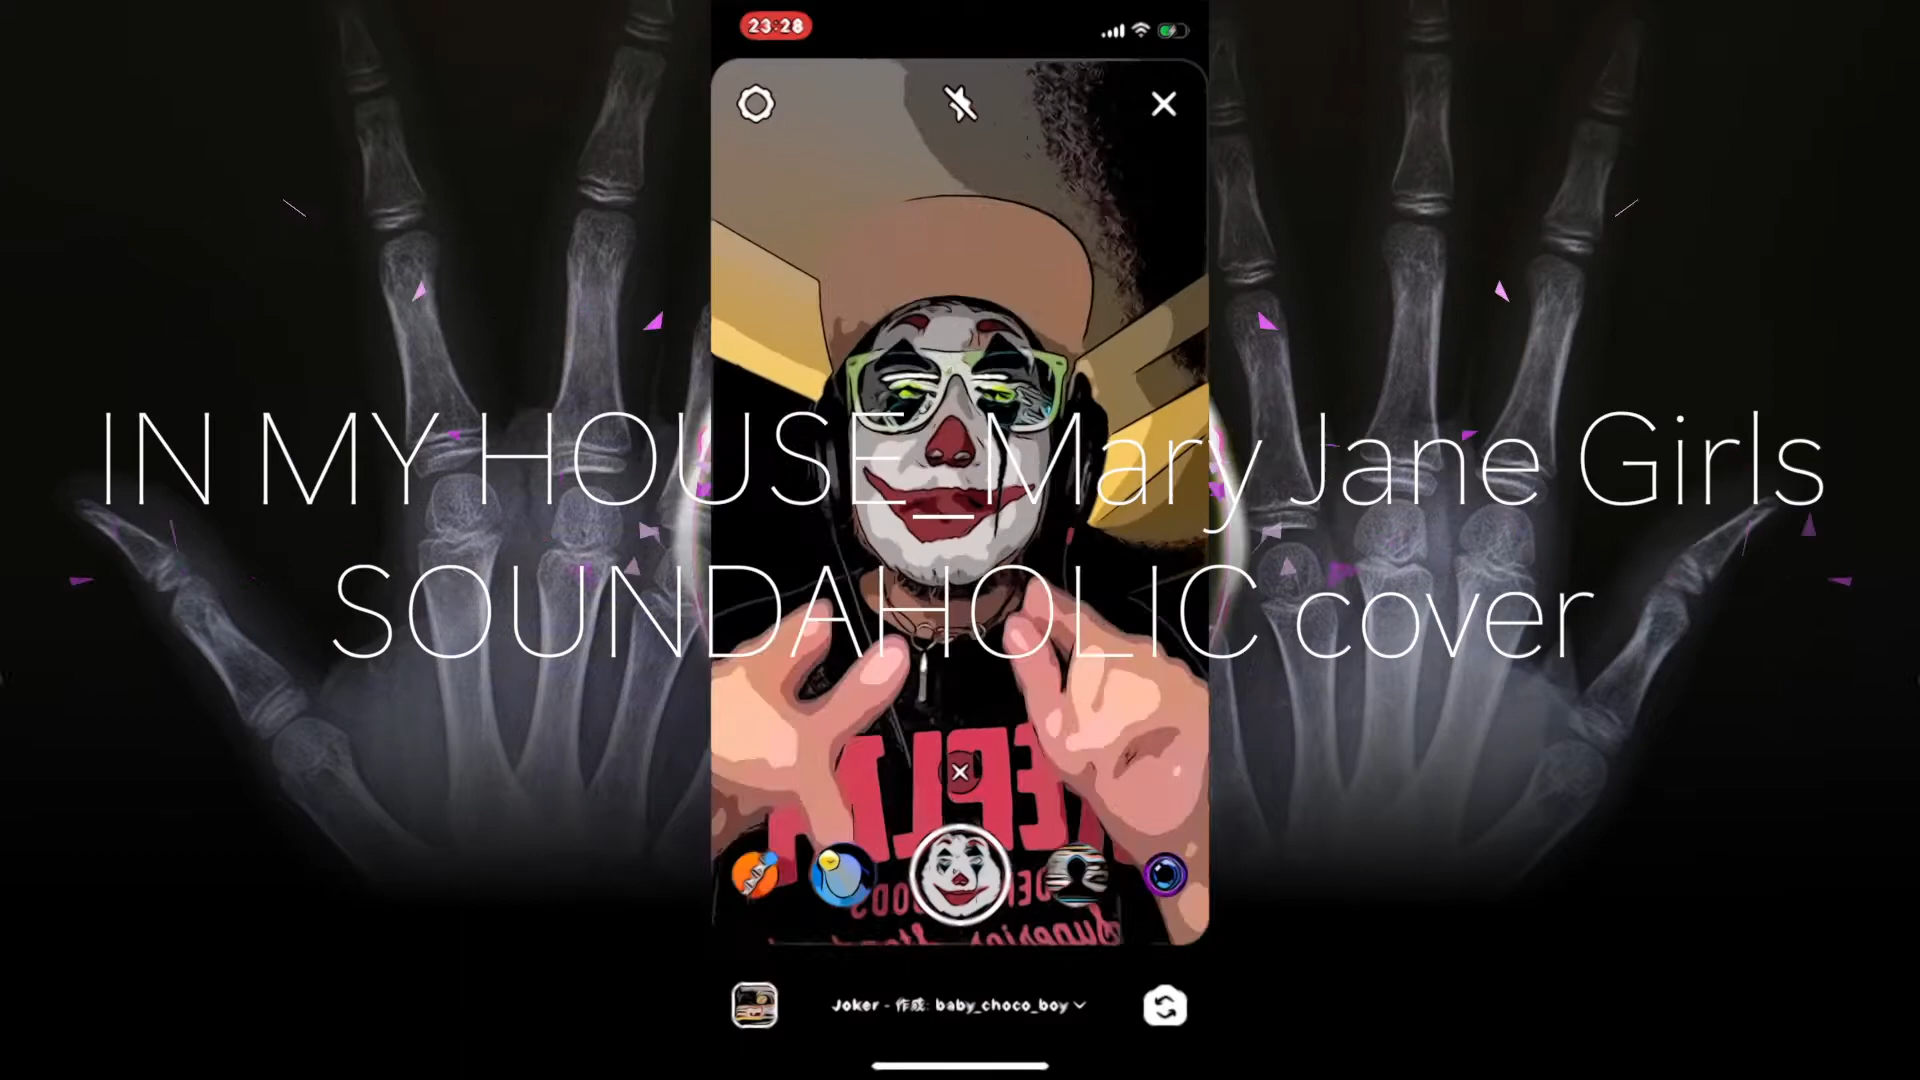 23:28
IN MY HOUSE_Mary Jane Girls
SOUNDAHOLIC cover
Joker - 作成: baby_choco_boy